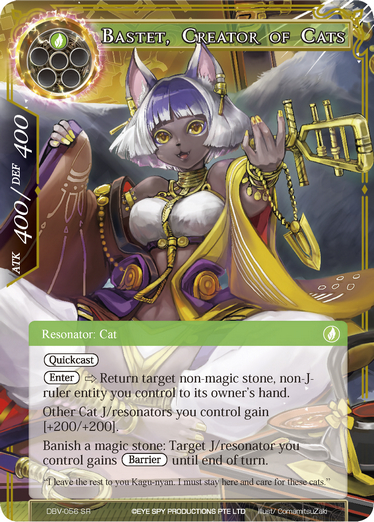 Bastet, Creator of Cats
ATK 400/ DEF 400
Resonator: Cat
Quickcast
Enter ⇨ Return target non-magic stone, non-J-
ruler entity you control to its owner's hand.
Other Cat J/resonators you control gain
[+200/+200].
Banish a magic stone: Target J/resonator you
control gains Barrier until end of turn.
"I leave the rest to you Kagu-nyan. I must stay here and care for these cats."
DBV-056 SR
©EYE SPY PRODUCTIONS PTE LTD
Illust/ GomamitsuZaki